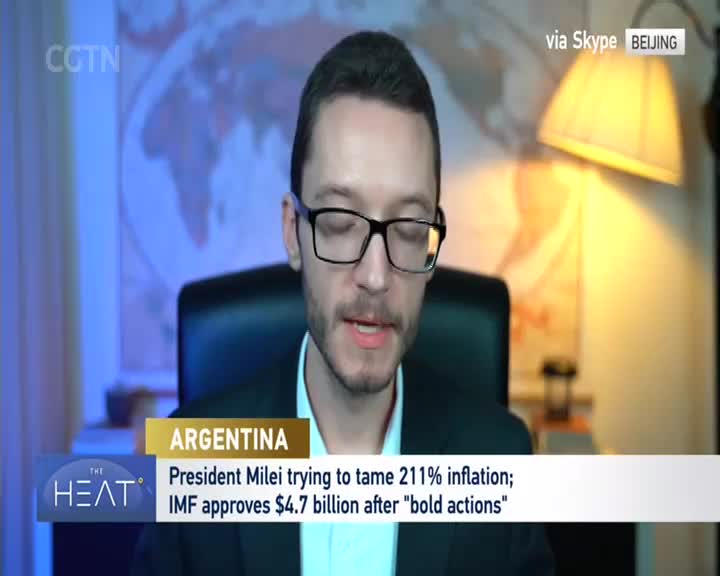 CGTN
via Skype BEIJING
ARGENTINA
THE
HEAT
President Milei trying to tame 211% inflation;
IMF approves $4.7 billion after "bold actions"